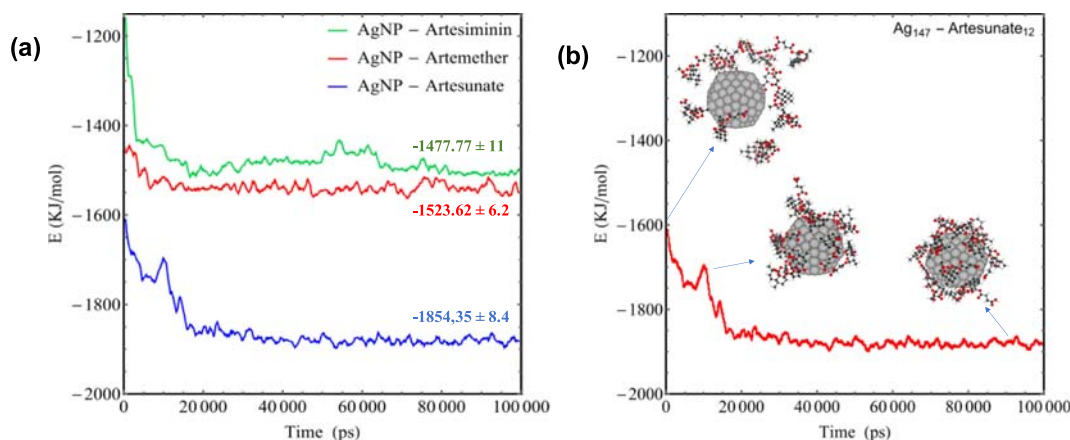 (a)
−1200
−1400
−1600
−1800
−2000
E (KJ/mol)
AgNP − Artesiminin
AgNP − Artemether
AgNP − Artesunate
-1477.77 ± 11
-1523.62 ± 6.2
-1854,35 ± 8.4
0 20 000 40 000 60 000 80 000 100 000
Time (ps)
(b)
−1200
−1400
−1600
−1800
−2000
E (KJ/mol)
Ag₁₄₇ − Artesunate₁₂
0 20 000 40 000 60 000 80 000 100 000
Time (ps)